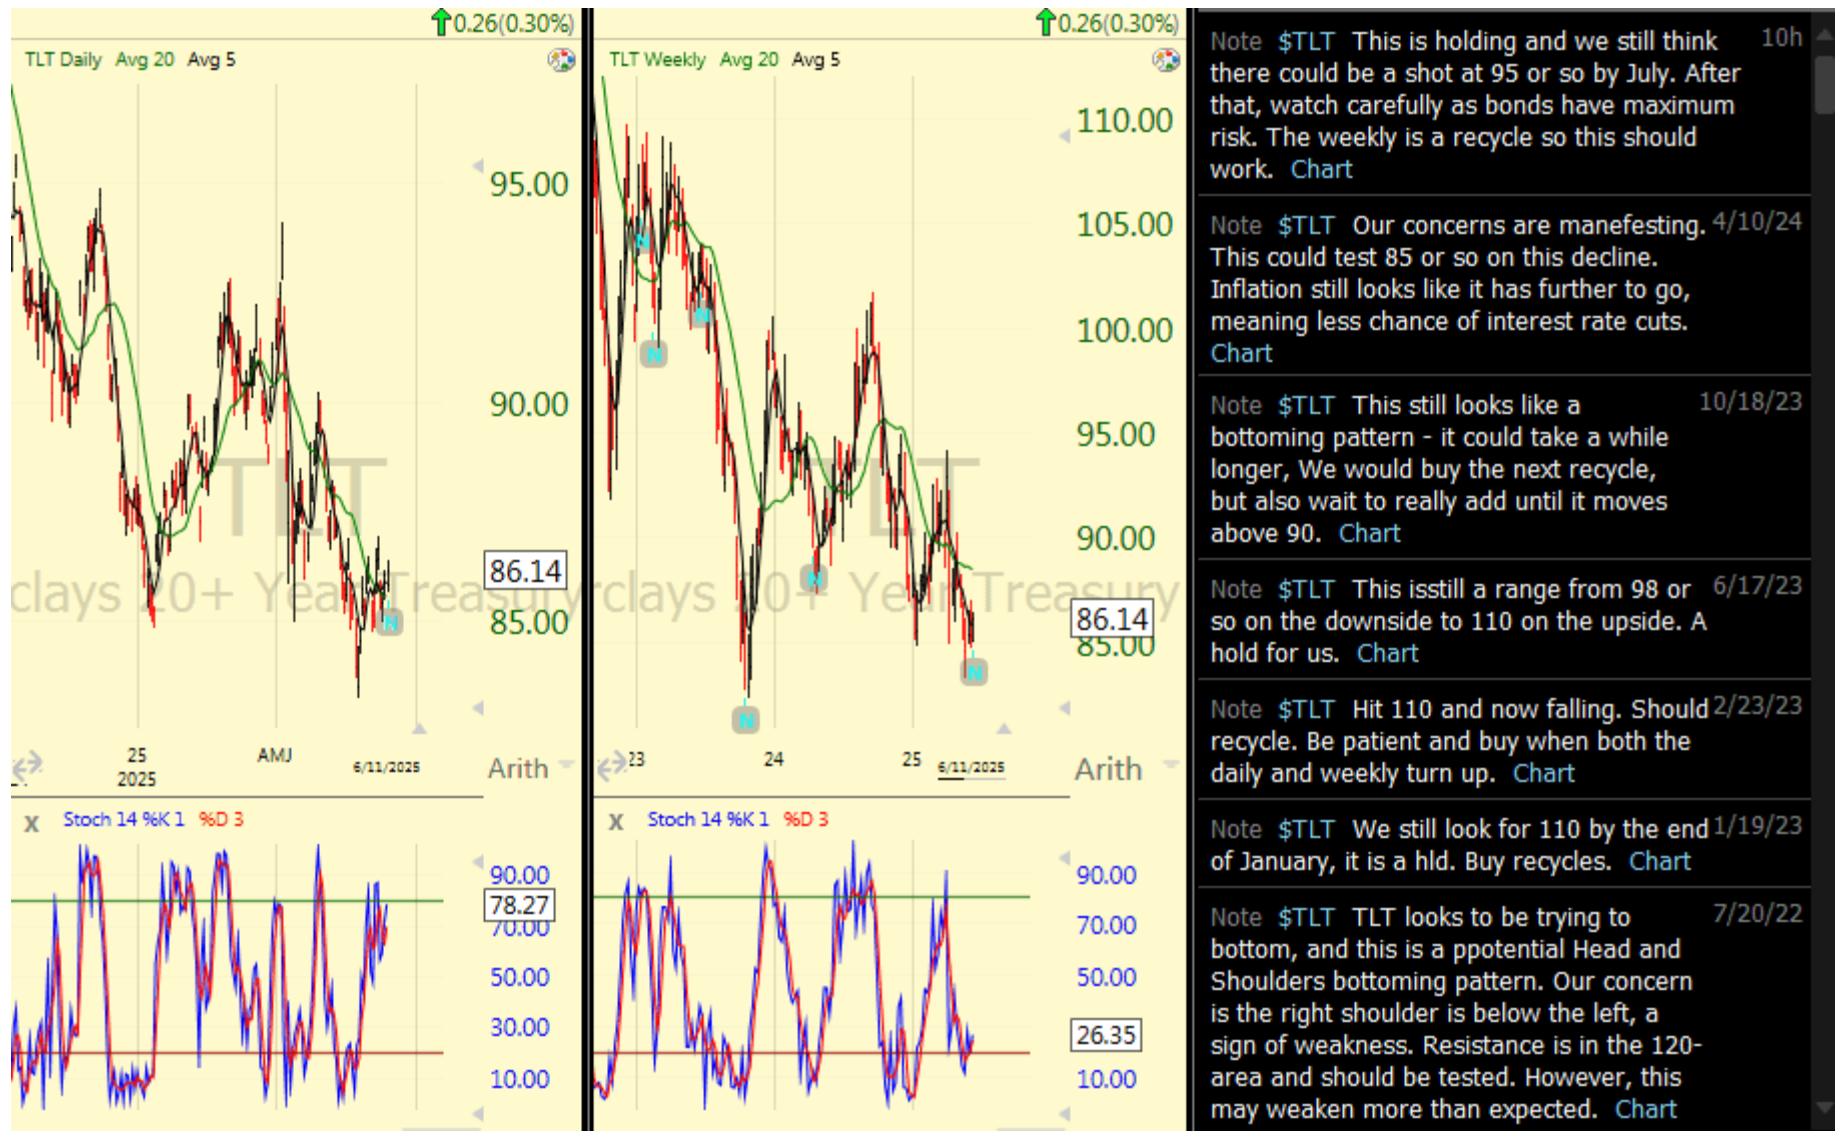 0.26(0.30%)
TLT Daily Avg 20 Avg 5
95.00
90.00
86.14
85.00
TLT
clays 20+ Year Treasury
25
2025
AMJ
6/11/2025
Arith
X Stoch 14 %K 1 %D 3
90.00
78.27
70.00
50.00
30.00
10.00
0.26(0.30%)
TLT Weekly Avg 20 Avg 5
110.00
105.00
100.00
95.00
90.00
86.14
85.00
TLT
rclays 20+ Year Treasury
N
N
N
N
N
N
N
23
24
25
6/11/2025
Arith
X Stoch 14 %K 1 %D 3
90.00
70.00
50.00
30.00
26.35
10.00
Note $TLT This is holding and we still think 10h
there could be a shot at 95 or so by July. After
that, watch carefully as bonds have maximum
risk. The weekly is a recycle so this should
work. Chart
Note $TLT Our concerns are manefesting. 4/10/24
This could test 85 or so on this decline.
Inflation still looks like it has further to go,
meaning less chance of interest rate cuts.
Chart
Note $TLT This still looks like a 10/18/23
bottoming pattern - it could take a while
longer, We would buy the next recycle,
but also wait to really add until it moves
above 90. Chart
Note $TLT This isstill a range from 98 or 6/17/23
so on the downside to 110 on the upside. A
hold for us. Chart
Note $TLT Hit 110 and now falling. Should 2/23/23
recycle. Be patient and buy when both the
daily and weekly turn up. Chart
Note $TLT We still look for 110 by the end 1/19/23
of January, it is a hld. Buy recycles. Chart
Note $TLT TLT looks to be trying to 7/20/22
bottom, and this is a ppotential Head and
Shoulders bottoming pattern. Our concern
is the right shoulder is below the left, a
sign of weakness. Resistance is in the 120-
area and should be tested. However, this
may weaken more than expected. Chart